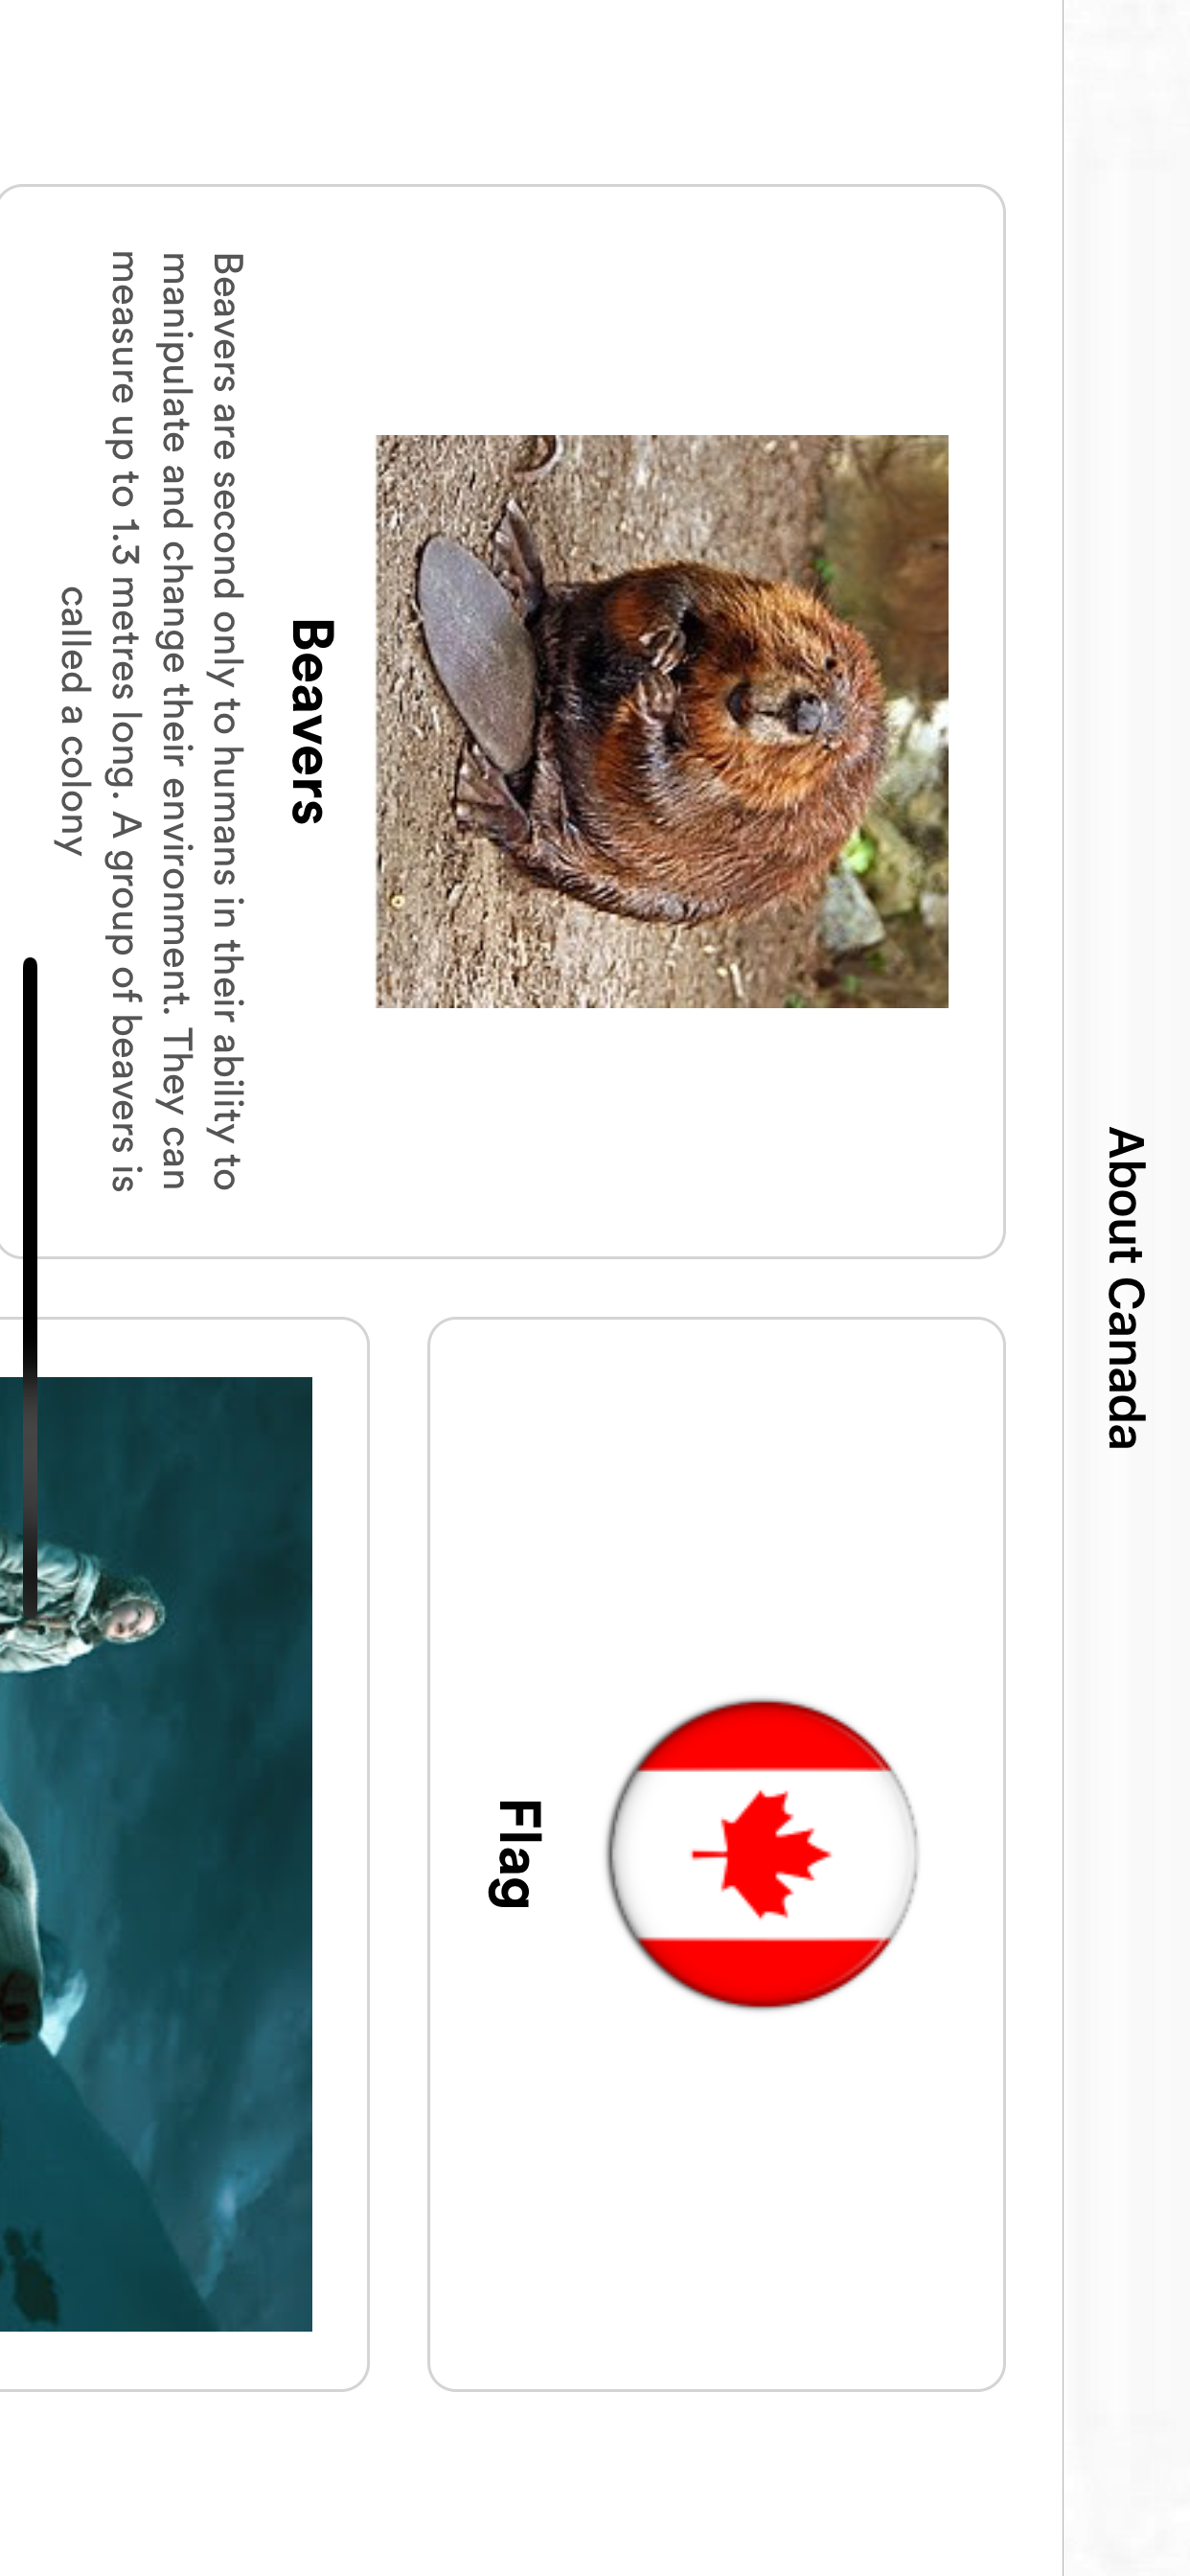 About Canada
Beavers
Beavers are second only to humans in their ability to
manipulate and change their environment. They can
measure up to 1.3 metres long. A group of beavers is
called a colony
Flag